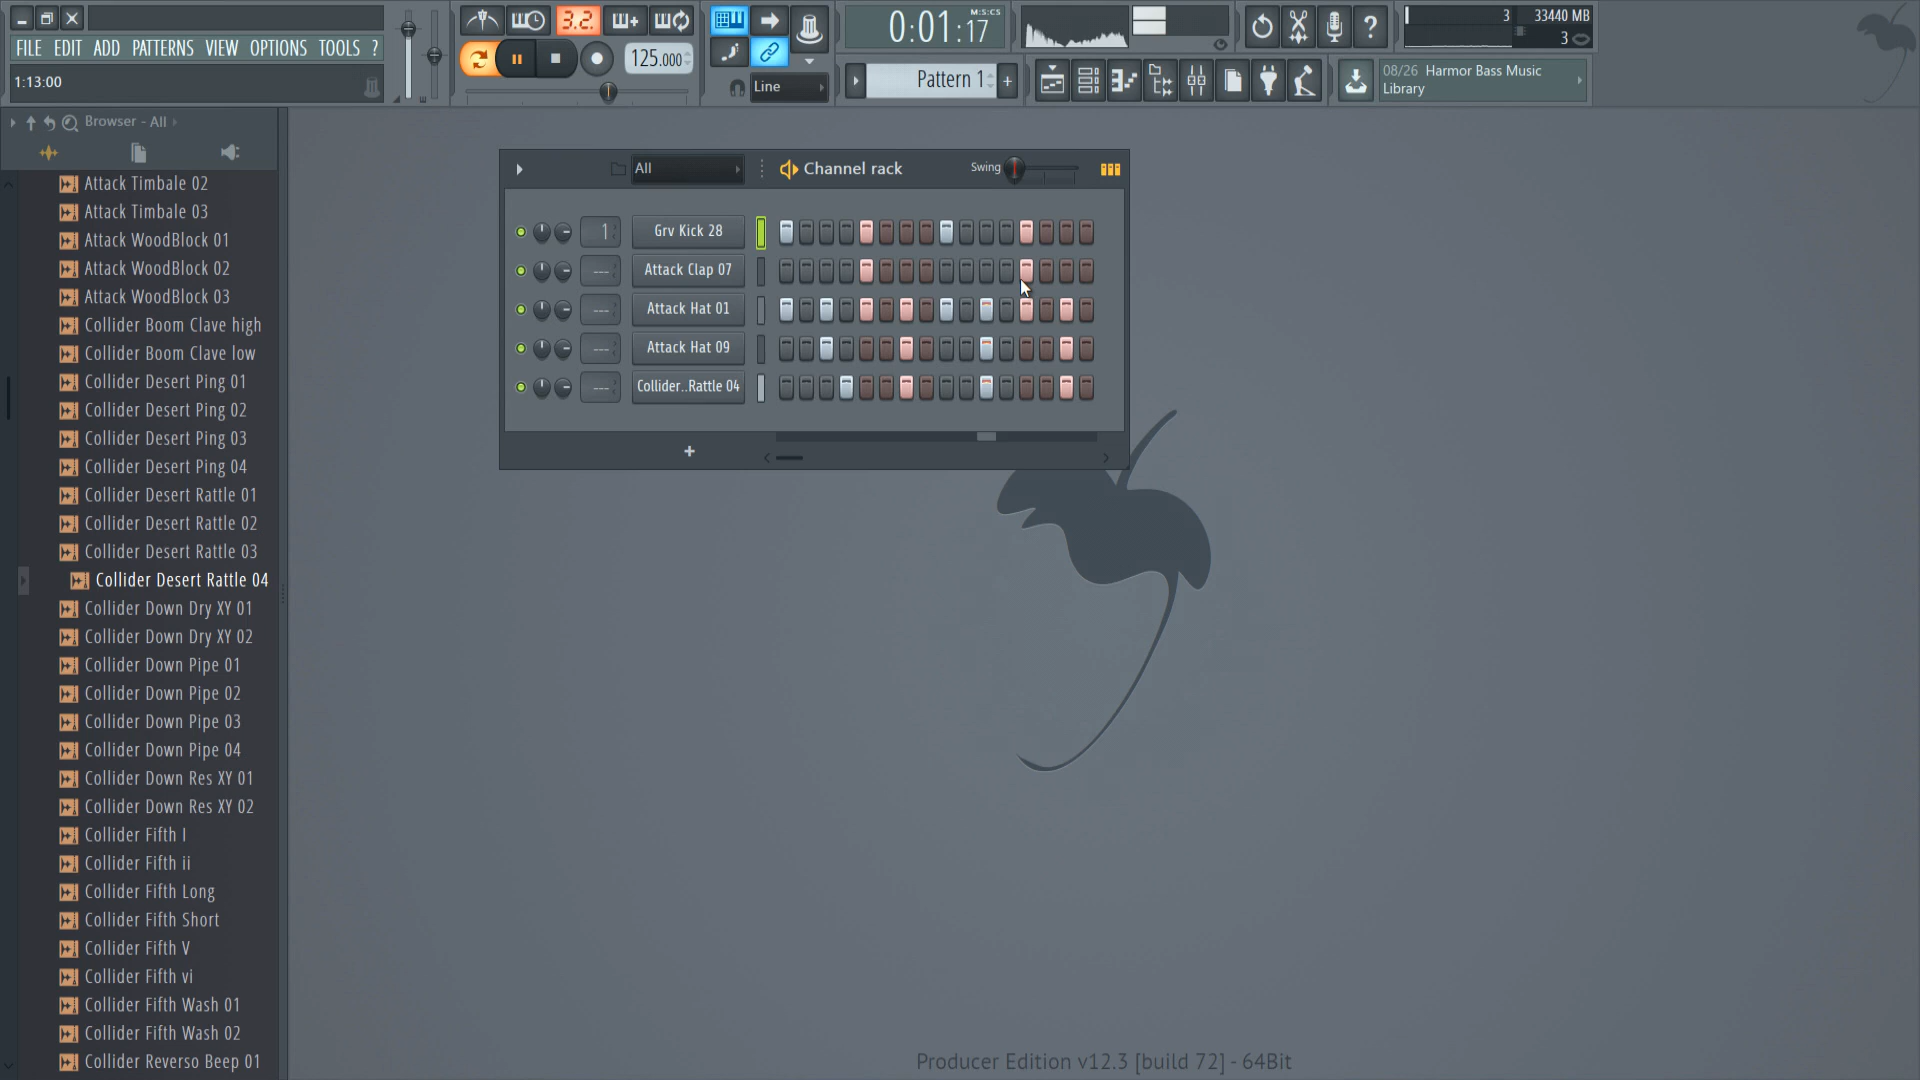 FILE EDIT ADD PATTERNS VIEW OPTIONS TOOLS ?
1:13:00
3.2.
125.000
Line
0:01:17
M:S:CS
Pattern 1
+
?
3
33440 MB
3
08/26 Harmor Bass Music
Library
Browser - All
Attack Timbale 02
Attack Timbale 03
Attack WoodBlock 01
Attack WoodBlock 02
Attack WoodBlock 03
Collider Boom Clave high
Collider Boom Clave low
Collider Desert Ping 01
Collider Desert Ping 02
Collider Desert Ping 03
Collider Desert Ping 04
Collider Desert Rattle 01
Collider Desert Rattle 02
Collider Desert Rattle 03
Collider Desert Rattle 04
Collider Down Dry XY 01
Collider Down Dry XY 02
Collider Down Pipe 01
Collider Down Pipe 02
Collider Down Pipe 03
Collider Down Pipe 04
Collider Down Res XY 01
Collider Down Res XY 02
Collider Fifth I
Collider Fifth ii
Collider Fifth Long
Collider Fifth Short
Collider Fifth V
Collider Fifth vi
Collider Fifth Wash 01
Collider Fifth Wash 02
Collider Reverso Beep 01
All
Channel rack
Swing
1 Grv Kick 28
--- Attack Clap 07
--- Attack Hat 01
--- Attack Hat 09
--- Collider..Rattle 04
+
Producer Edition v12.3 [build 72] - 64Bit